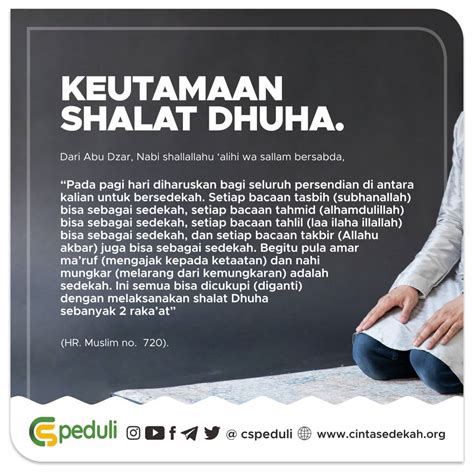 KEUTAMAAN
SHALAT DHUHA.
Dari Abu Dzar, Nabi shallallahu ‘alihi wa sallam bersabda,
“Pada pagi hari diharuskan bagi seluruh persendian di antara
kalian untuk bersedekah. Setiap bacaan tasbih (subhanallah)
bisa sebagai sedekah, setiap bacaan tahmid (alhamdulillah)
bisa sebagai sedekah, setiap bacaan tahlil (laa ilaha illallah)
bisa sebagai sedekah, dan setiap bacaan takbir (Allahu
akbar) juga bisa sebagai sedekah. Begitu pula amar
ma’ruf (mengajak kepada ketaatan) dan nahi
mungkar (melarang dari kemungkaran) adalah
sedekah. Ini semua bisa dicukupi (diganti)
dengan melaksanakan shalat Dhuha
sebanyak 2 raka’at”
(HR. Muslim no. 720).
CS peduli @ cspeduli www.cintasedekah.org